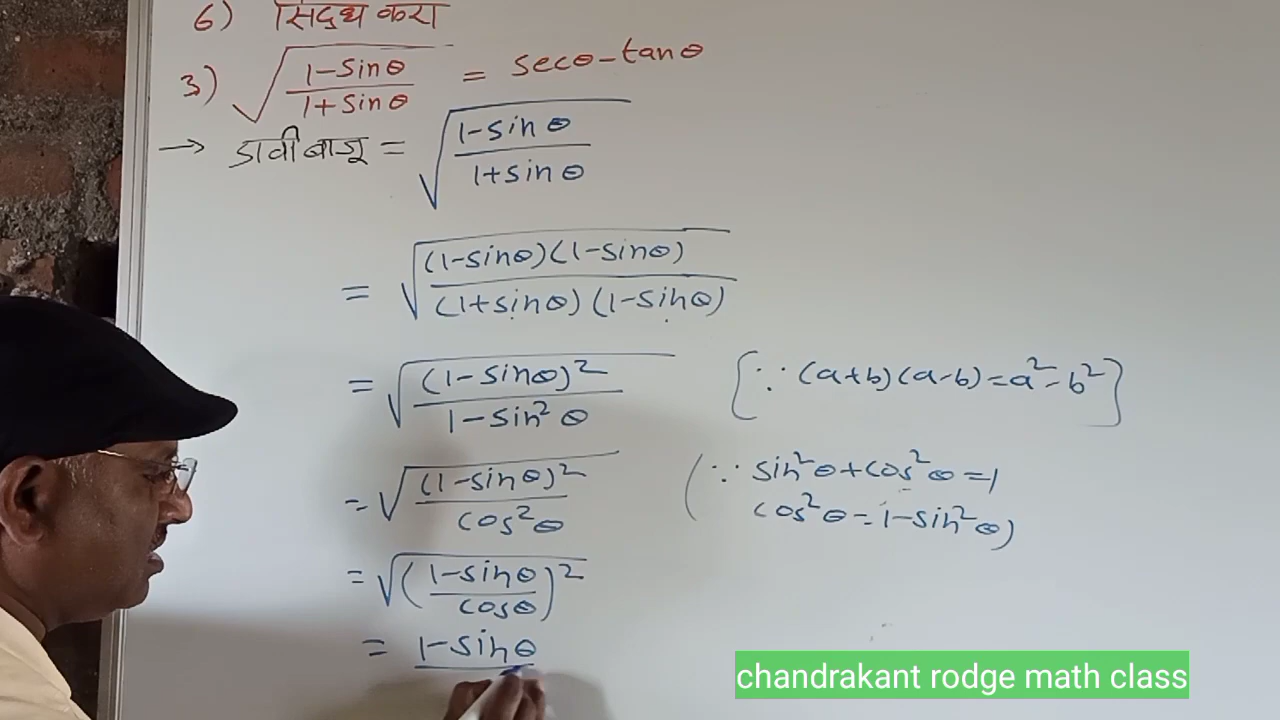 6) सिद्ध करा
3) √(1-sinθ / 1+sinθ) = secθ-tanθ
→ डावीबाजू = √(1-sinθ / 1+sinθ)
= √((1-sinθ)(1-sinθ) / (1+sinθ)(1-sinθ))
= √((1-sinθ)² / 1-sin²θ) [∵ (a+b)(a-b)=a²-b²]
= √((1-sinθ)² / cos²θ) (∵ sin²θ+cos²θ=1
cos²θ=1-sin²θ)
= √(1-sinθ / cosθ)²
= 1-sinθ
chandrakant rodge math class